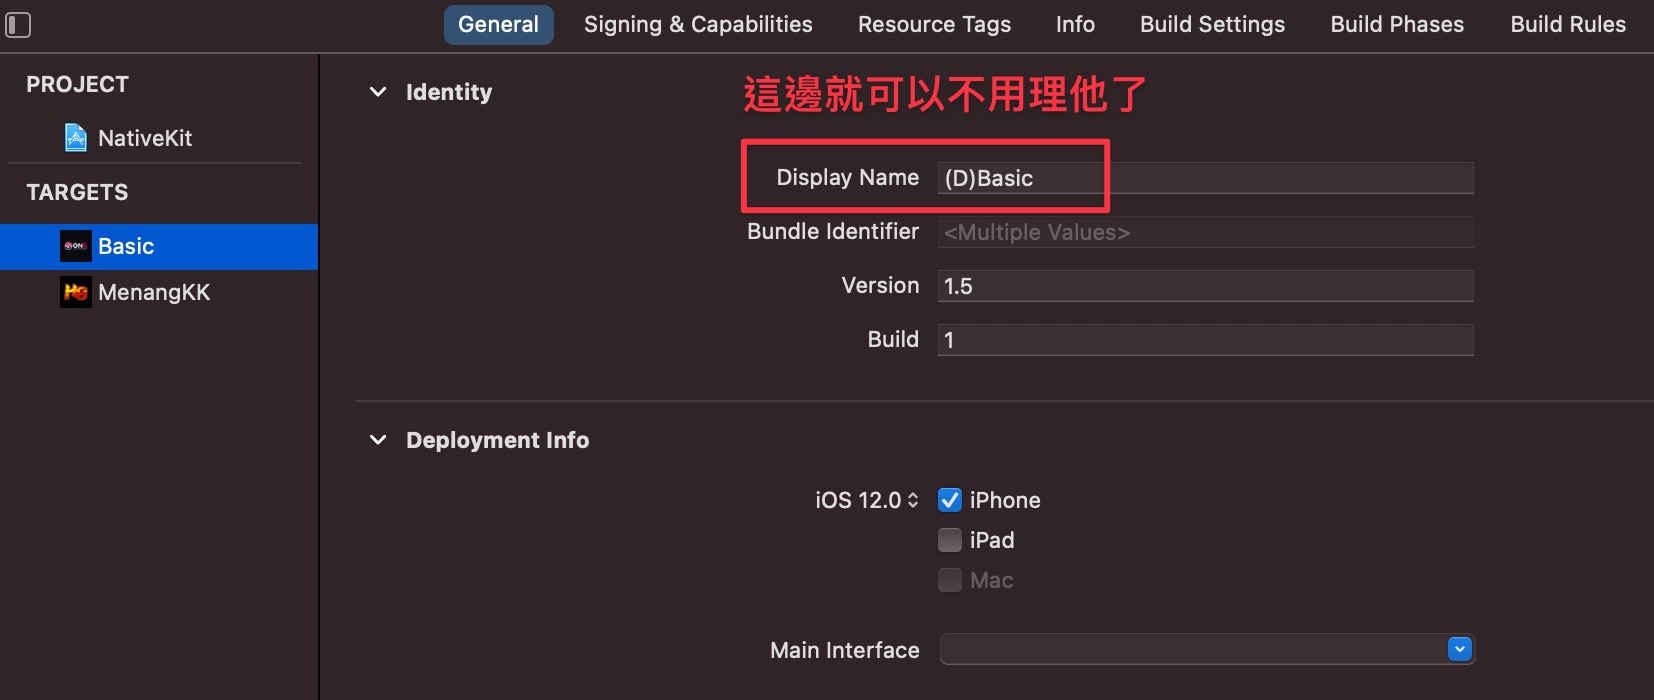 General Signing & Capabilities Resource Tags Info Build Settings Build Phases Build Rules
PROJECT
NativeKit
TARGETS
Basic
MenangKK
Identity
這邊就可以不用理他了
Display Name (D)Basic
Bundle Identifier <Multiple Values>
Version 1.5
Build 1
Deployment Info
iOS 12.0 iPhone
iPad
Mac
Main Interface